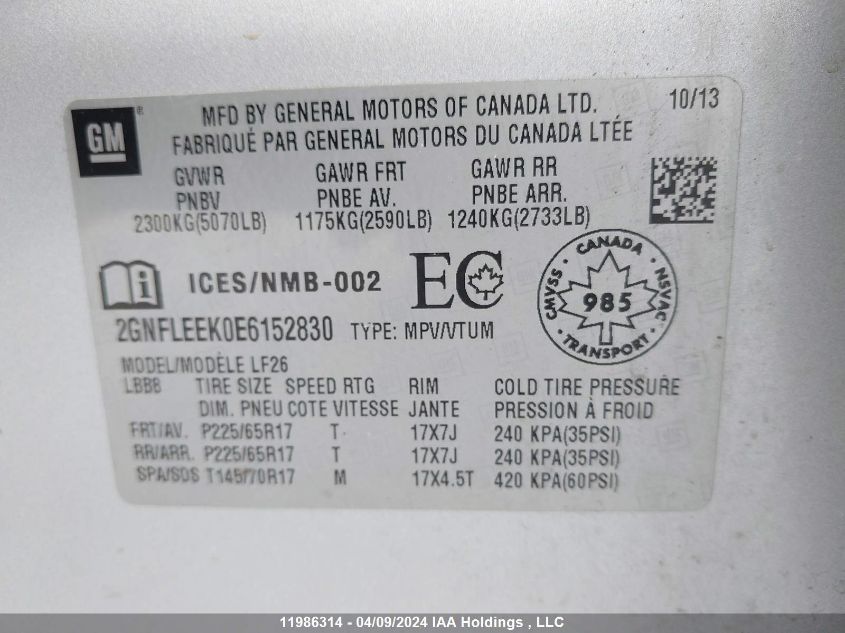 GM ®
MFD BY GENERAL MOTORS OF CANADA LTD. 10/13
FABRIQUÉ PAR GENERAL MOTORS DU CANADA LTÉE
GVWR GAWR FRT GAWR RR
PNBV PNBE AV. PNBE ARR.
2300KG(5070LB) 1175KG(2590LB) 1240KG(2733LB)
i ICES/NMB-002 EC
CANADA
CMVSS 985 NSVAC
TRANSPORT
2GNFLEEK0E6152830 TYPE: MPV/VTUM
MODEL/MODÈLE LF26
LBBB TIRE SIZE SPEED RTG RIM COLD TIRE PRESSURE
DIM. PNEU COTE VITESSE JANTE PRESSION À FROID
FRT/AV. P225/65R17 T 17X7J 240 KPA(35PSI)
RR/ARR. P225/65R17 T 17X7J 240 KPA(35PSI)
SPA/SOS T145/70R17 M 17X4.5T 420 KPA(60PSI)
11986314 - 04/09/2024 IAA Holdings , LLC